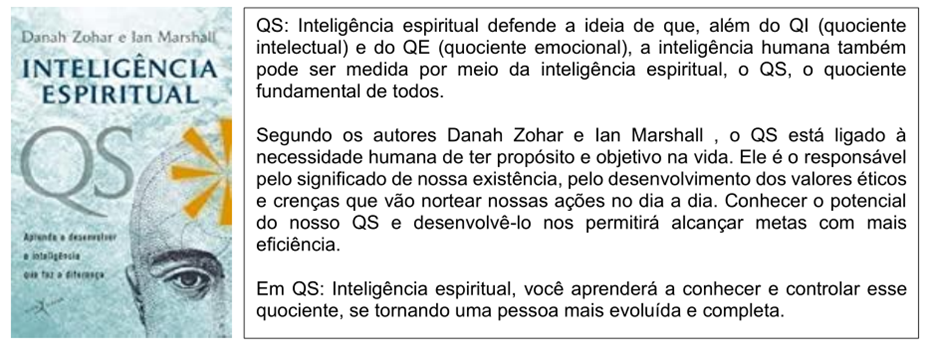 Danah Zohar e Ian Marshall
INTELIGÊNCIA
ESPIRITUAL
QS
Aprenda a desenvolver
a inteligência
que faz a diferença
QS: Inteligência espiritual defende a ideia de que, além do QI (quociente
intelectual) e do QE (quociente emocional), a inteligência humana também
pode ser medida por meio da inteligência espiritual, o QS, o quociente
fundamental de todos.
Segundo os autores Danah Zohar e Ian Marshall , o QS está ligado à
necessidade humana de ter propósito e objetivo na vida. Ele é o responsável
pelo significado de nossa existência, pelo desenvolvimento dos valores éticos
e crenças que vão nortear nossas ações no dia a dia. Conhecer o potencial
do nosso QS e desenvolvê-lo nos permitirá alcançar metas com mais
eficiência.
Em QS: Inteligência espiritual, você aprenderá a conhecer e controlar esse
quociente, se tornando uma pessoa mais evoluída e completa.